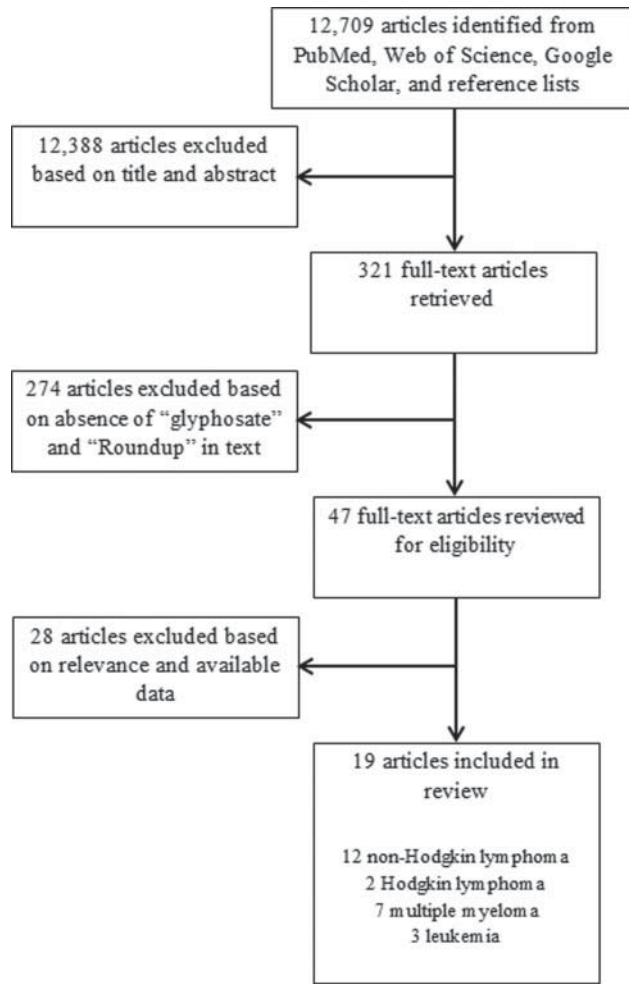 12,709 articles identified from
PubMed, Web of Science, Google
Scholar, and reference lists
12,388 articles excluded
based on title and abstract
321 full-text articles
retrieved
274 articles excluded based
on absence of “glyphosate”
and “Roundup” in text
47 full-text articles reviewed
for eligibility
28 articles excluded based
on relevance and available
data
19 articles included in
review
12 non-Hodgkin lymphoma
2 Hodgkin lymphoma
7 multiple myeloma
3 leukemia